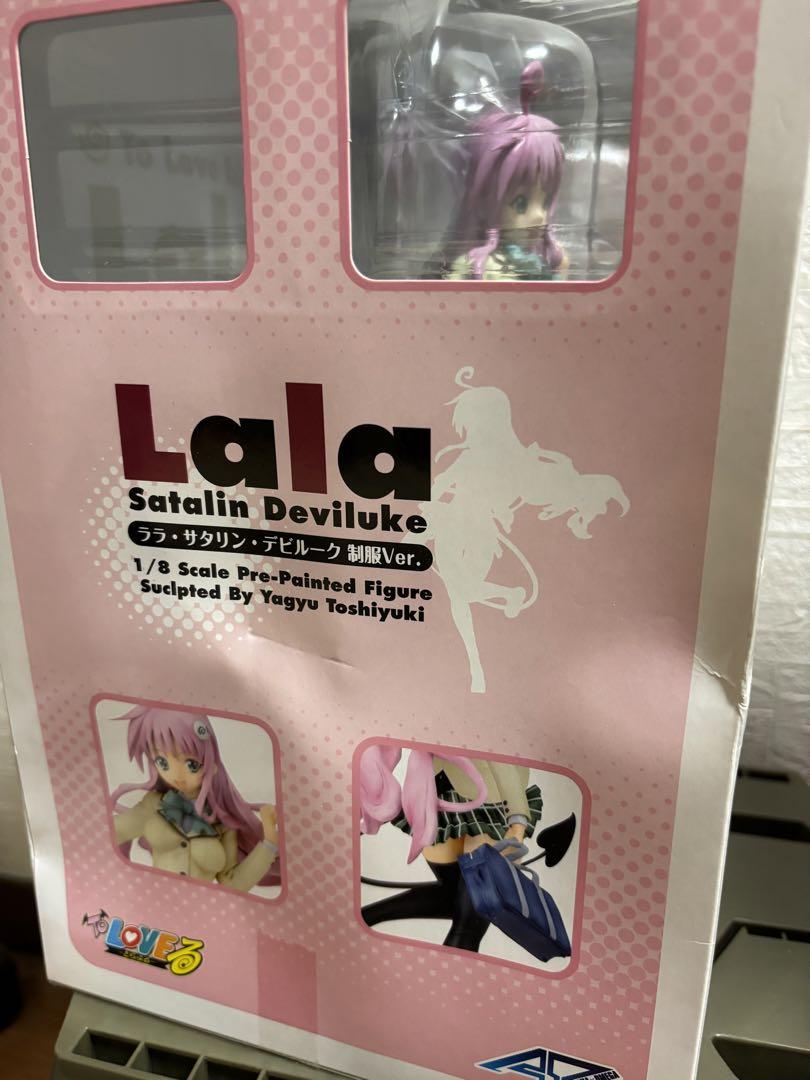 Lala
Satalin Deviluke
ララ・サタリン・デビルーク 制服Ver.
1/8 Scale Pre-Painted Figure
Suclpted By Yagyu Toshiyuki
To LOVEる